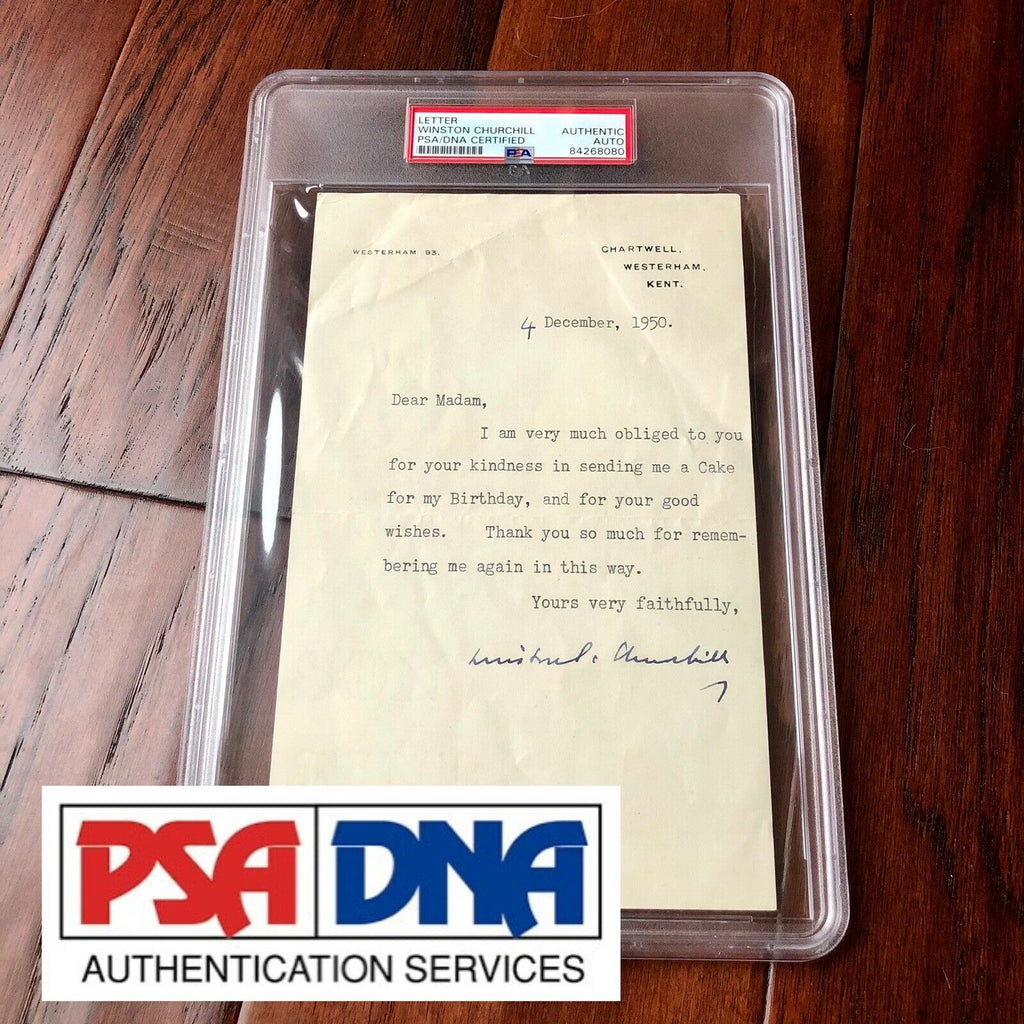 LETTER
WINSTON CHURCHILL AUTHENTIC
PSA/DNA CERTIFIED AUTO
PSA 84268080
WESTERHAM 93.
CHARTWELL,
WESTERHAM,
KENT.
4 December, 1950.
Dear Madam,
I am very much obliged to you
for your kindness in sending me a Cake
for my Birthday, and for your good
wishes. Thank you so much for remem-
bering me again in this way.
Yours very faithfully,
Winston S. Churchill
PSA DNA
AUTHENTICATION SERVICES